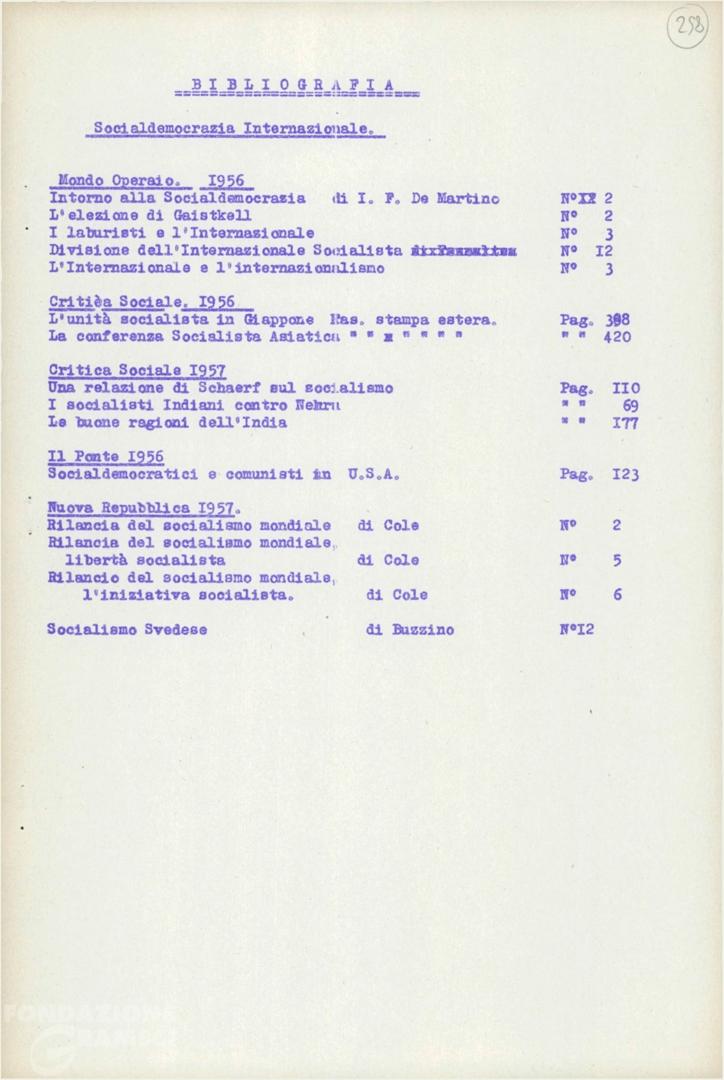 258
B I B L I O G R A F I A
Socialdemocrazia Internazionale.
Mondo Operaio. I956
Intorno alla Socialdemocrazia di I. F. De Martino N° 2
L'elezione di Gaistkell N° 2
I laburisti e l'Internazionale N° 3
Divisione dell'Internazionale Socialista N° I2
L'Internazionale e l'internazionalismo N° 3
Critica Sociale. I956
L'unità socialista in Giappone Ras. stampa estera. Pag. 398
La conferenza Socialista Asiatica " " " " " " " " " 420
Critica Sociale I957
Una relazione di Schaerf sul socialismo Pag. II0
I socialisti Indiani contro Nehru " " 69
Le buone ragioni dell'India " " I77
Il Ponte I956
Socialdemocratici e comunisti in U.S.A. Pag. I23
Nuova Repubblica I957.
Rilancia del socialismo mondiale di Cole N° 2
Rilancia del socialismo mondiale,
libertà socialista di Cole N° 5
Rilancio del socialismo mondiale,
l'iniziativa socialista. di Cole N° 6
Socialismo Svedese di Buzzino N°I2
FONDAZIONE
GRAMSCI